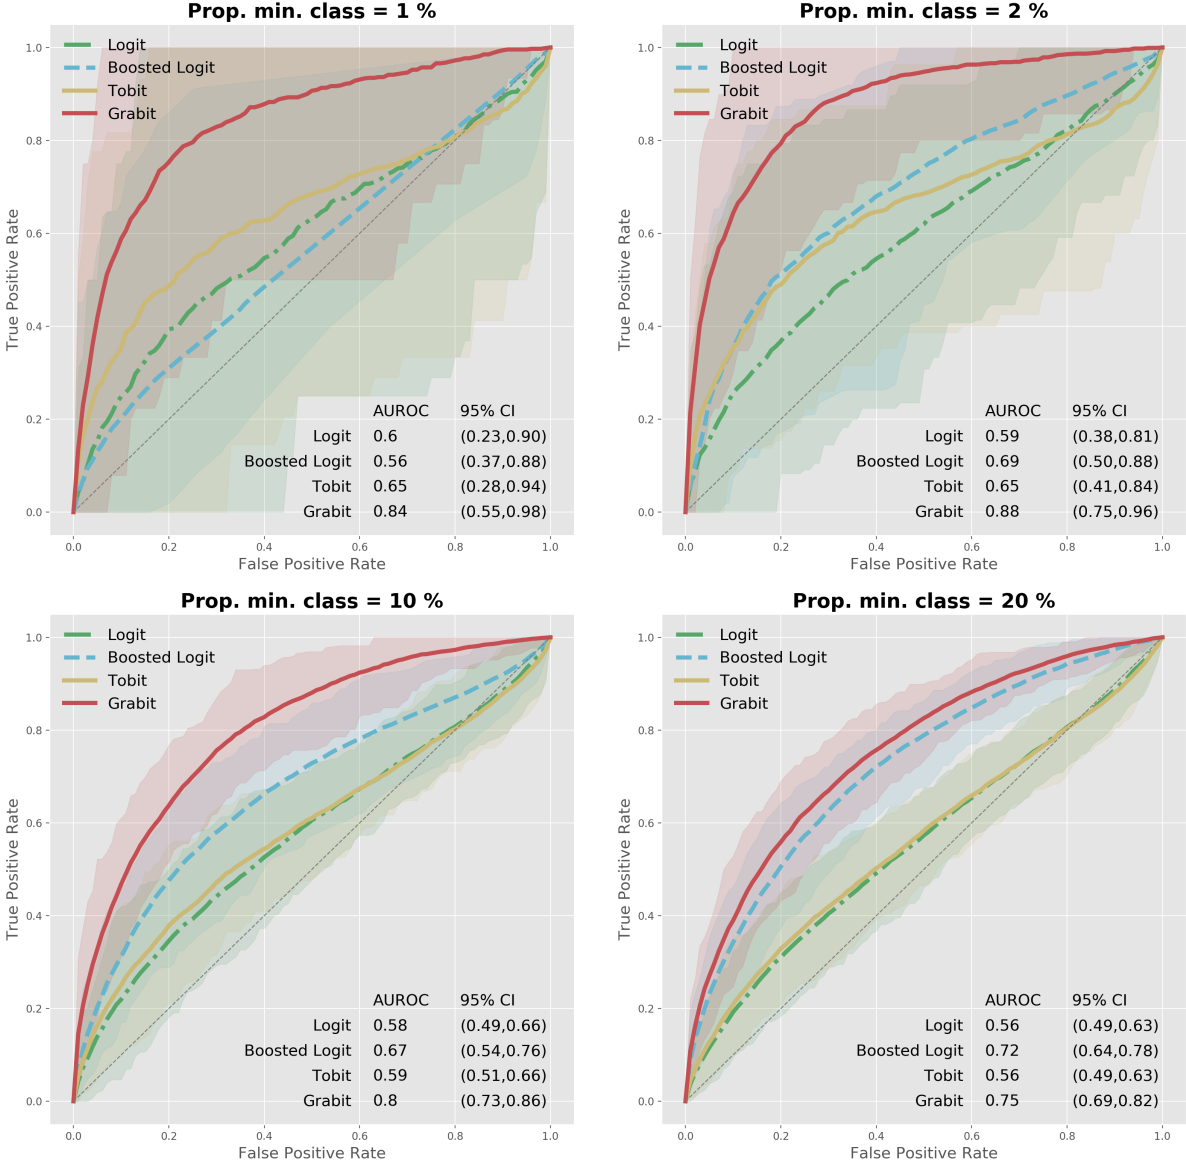 Prop. min. class = 1 %
1.0
0.8
0.6
0.4
0.2
0.0
True Positive Rate
Logit
Boosted Logit
Tobit
Grabit
AUROC 95% CI
Logit 0.6 (0.23,0.90)
Boosted Logit 0.56 (0.37,0.88)
Tobit 0.65 (0.28,0.94)
Grabit 0.84 (0.55,0.98)
0.0 0.2 0.4 0.6 0.8 1.0
False Positive Rate
Prop. min. class = 2 %
1.0
0.8
0.6
0.4
0.2
0.0
True Positive Rate
Logit
Boosted Logit
Tobit
Grabit
AUROC 95% CI
Logit 0.59 (0.38,0.81)
Boosted Logit 0.69 (0.50,0.88)
Tobit 0.65 (0.41,0.84)
Grabit 0.88 (0.75,0.96)
0.0 0.2 0.4 0.6 0.8 1.0
False Positive Rate
Prop. min. class = 10 %
1.0
0.8
0.6
0.4
0.2
0.0
True Positive Rate
Logit
Boosted Logit
Tobit
Grabit
AUROC 95% CI
Logit 0.58 (0.49,0.66)
Boosted Logit 0.67 (0.54,0.76)
Tobit 0.59 (0.51,0.66)
Grabit 0.8 (0.73,0.86)
0.0 0.2 0.4 0.6 0.8 1.0
False Positive Rate
Prop. min. class = 20 %
1.0
0.8
0.6
0.4
0.2
0.0
True Positive Rate
Logit
Boosted Logit
Tobit
Grabit
AUROC 95% CI
Logit 0.56 (0.49,0.63)
Boosted Logit 0.72 (0.64,0.78)
Tobit 0.56 (0.49,0.63)
Grabit 0.75 (0.69,0.82)
0.0 0.2 0.4 0.6 0.8 1.0
False Positive Rate